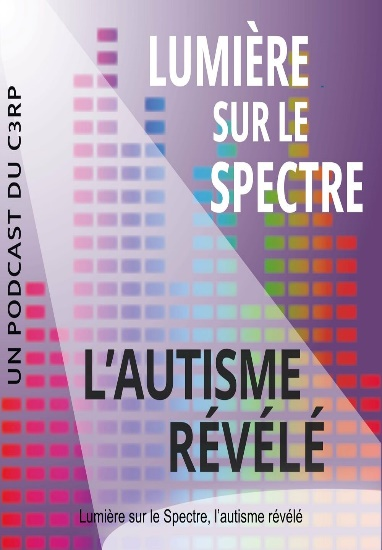 LUMIÈRE
SUR LE
SPECTRE
UN PODCAST DU C3RP
L'AUTISME
RÉVÉLÉ
Lumière sur le Spectre, l'autisme révélé